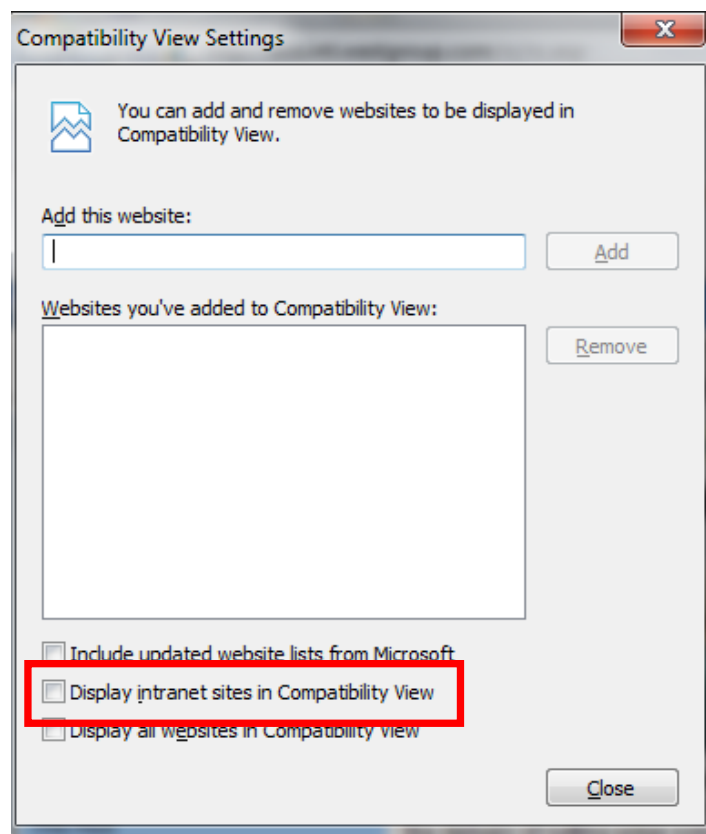 Compatibility View Settings
You can add and remove websites to be displayed in
Compatibility View.
Add this website:
Add
Websites you've added to Compatibility View:
Remove
Include updated website lists from Microsoft
Display intranet sites in Compatibility View
Display all websites in Compatibility View
Close